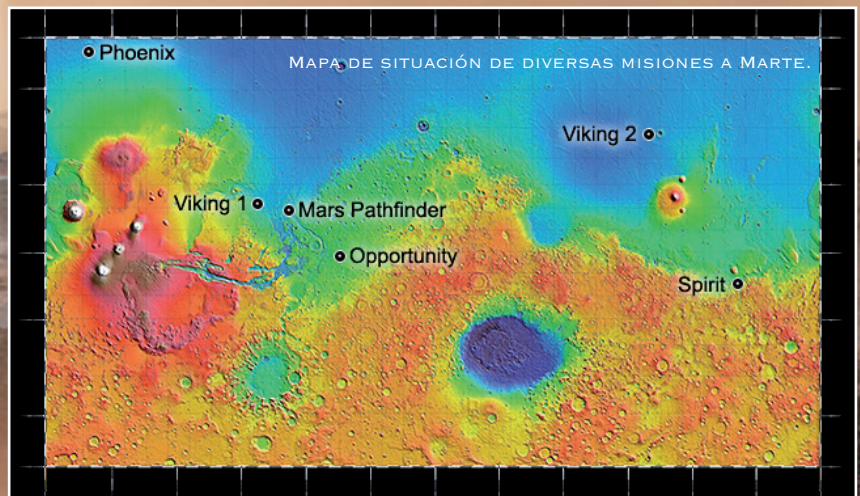 Phoenix
MAPA DE SITUACIÓN DE DIVERSAS MISIONES A MARTE.
Viking 2
Viking 1
Mars Pathfinder
Opportunity
Spirit